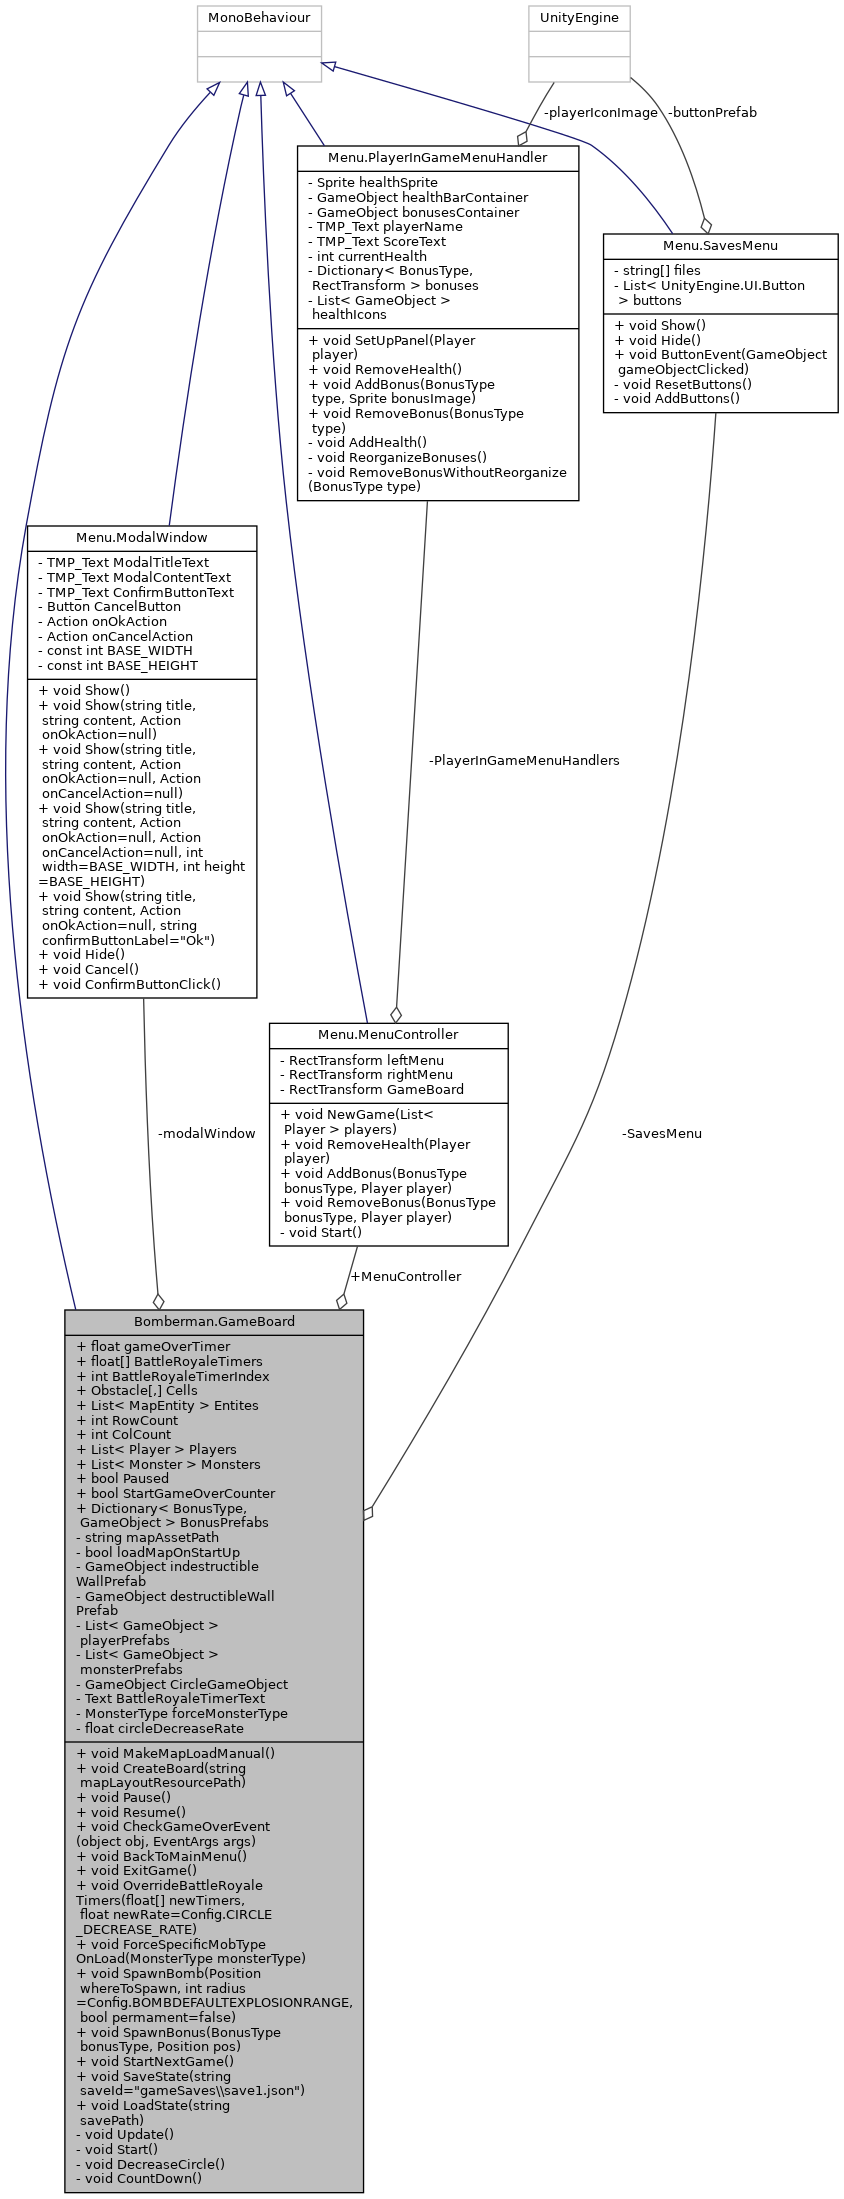 MonoBehaviour
UnityEngine
-playerIconImage
-buttonPrefab
Menu.PlayerInGameMenuHandler
- Sprite healthSprite
- GameObject healthBarContainer
- GameObject bonusesContainer
- TMP_Text playerName
- TMP_Text ScoreText
- int currentHealth
- Dictionary< BonusType,
RectTransform > bonuses
- List< GameObject >
healthIcons
+ void SetUpPanel(Player
player)
+ void RemoveHealth()
+ void AddBonus(BonusType
type, Sprite bonusImage)
+ void RemoveBonus(BonusType
type)
- void AddHealth()
- void ReorganizeBonuses()
- void RemoveBonusWithoutReorganize
(BonusType type)
Menu.SavesMenu
- string[] files
- List< UnityEngine.UI.Button
> buttons
+ void Show()
+ void Hide()
+ void ButtonEvent(GameObject
gameObjectClicked)
- void ResetButtons()
- void AddButtons()
Menu.ModalWindow
- TMP_Text ModalTitleText
- TMP_Text ModalContentText
- TMP_Text ConfirmButtonText
- Button CancelButton
- Action onOkAction
- Action onCancelAction
- const int BASE_WIDTH
- const int BASE_HEIGHT
+ void Show()
+ void Show(string title,
string content, Action
onOkAction=null)
+ void Show(string title,
string content, Action
onOkAction=null, Action
onCancelAction=null)
+ void Show(string title,
string content, Action
onOkAction=null, Action
onCancelAction=null, int
width=BASE_WIDTH, int height
=BASE_HEIGHT)
+ void Show(string title,
string content, Action
onOkAction=null, string
confirmButtonLabel="Ok")
+ void Hide()
+ void Cancel()
+ void ConfirmButtonClick()
-PlayerInGameMenuHandlers
Menu.MenuController
- RectTransform leftMenu
- RectTransform rightMenu
- RectTransform GameBoard
+ void NewGame(List<
Player > players)
+ void RemoveHealth(Player
player)
+ void AddBonus(BonusType
bonusType, Player player)
+ void RemoveBonus(BonusType
bonusType, Player player)
- void Start()
-modalWindow
-SavesMenu
+MenuController
Bomberman.GameBoard
+ float gameOverTimer
+ float[] BattleRoyaleTimers
+ int BattleRoyaleTimerIndex
+ Obstacle[,] Cells
+ List< MapEntity > Entites
+ int RowCount
+ int ColCount
+ List< Player > Players
+ List< Monster > Monsters
+ bool Paused
+ bool StartGameOverCounter
+ Dictionary< BonusType,
GameObject > BonusPrefabs
- string mapAssetPath
- bool loadMapOnStartUp
- GameObject indestructible
WallPrefab
- GameObject destructibleWall
Prefab
- List< GameObject >
playerPrefabs
- List< GameObject >
monsterPrefabs
- GameObject CircleGameObject
- Text BattleRoyaleTimerText
- MonsterType forceMonsterType
- float circleDecreaseRate
+ void MakeMapLoadManual()
+ void CreateBoard(string
mapLayoutResourcePath)
+ void Pause()
+ void Resume()
+ void CheckGameOverEvent
(object obj, EventArgs args)
+ void BackToMainMenu()
+ void ExitGame()
+ void OverrideBattleRoyale
Timers(float[] newTimers,
float newRate=Config.CIRCLE
_DECREASE_RATE)
+ void ForceSpecificMobType
OnLoad(MonsterType monsterType)
+ void SpawnBomb(Position
whereToSpawn, int radius
=Config.BOMBDEFAULTEXPLOSIONRANGE,
bool permament=false)
+ void SpawnBonus(BonusType
bonusType, Position pos)
+ void StartNextGame()
+ void SaveState(string
saveId="gameSaves\\save1.json")
+ void LoadState(string
savePath)
- void Update()
- void Start()
- void DecreaseCircle()
- void CountDown()